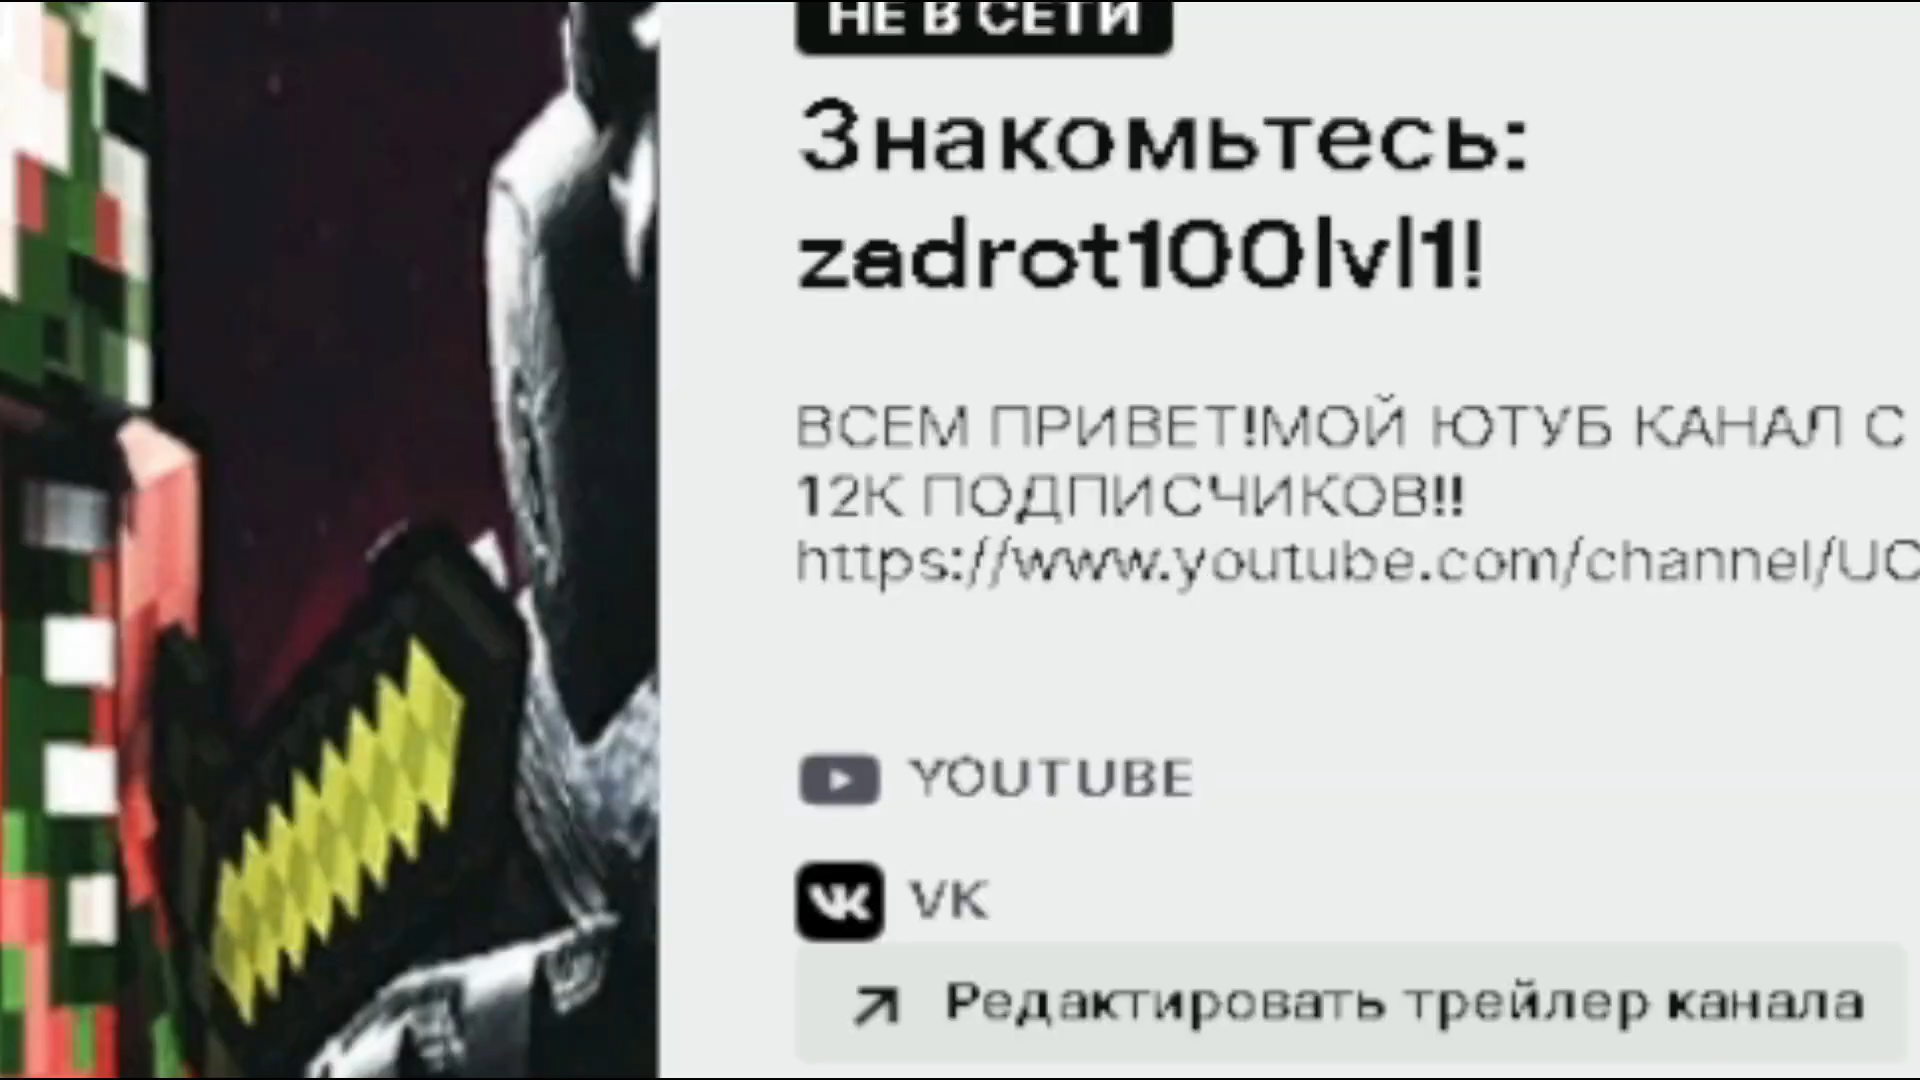 НЕ В СЕТИ
Знакомьтесь:
zadrot100lvl1!
ВСЕМ ПРИВЕТ!МОЙ ЮТУБ КАНАЛ С
12К ПОДПИСЧИКОВ!!
https://www.youtube.com/channel/UC
YOUTUBE
VK
Редактировать трейлер канала